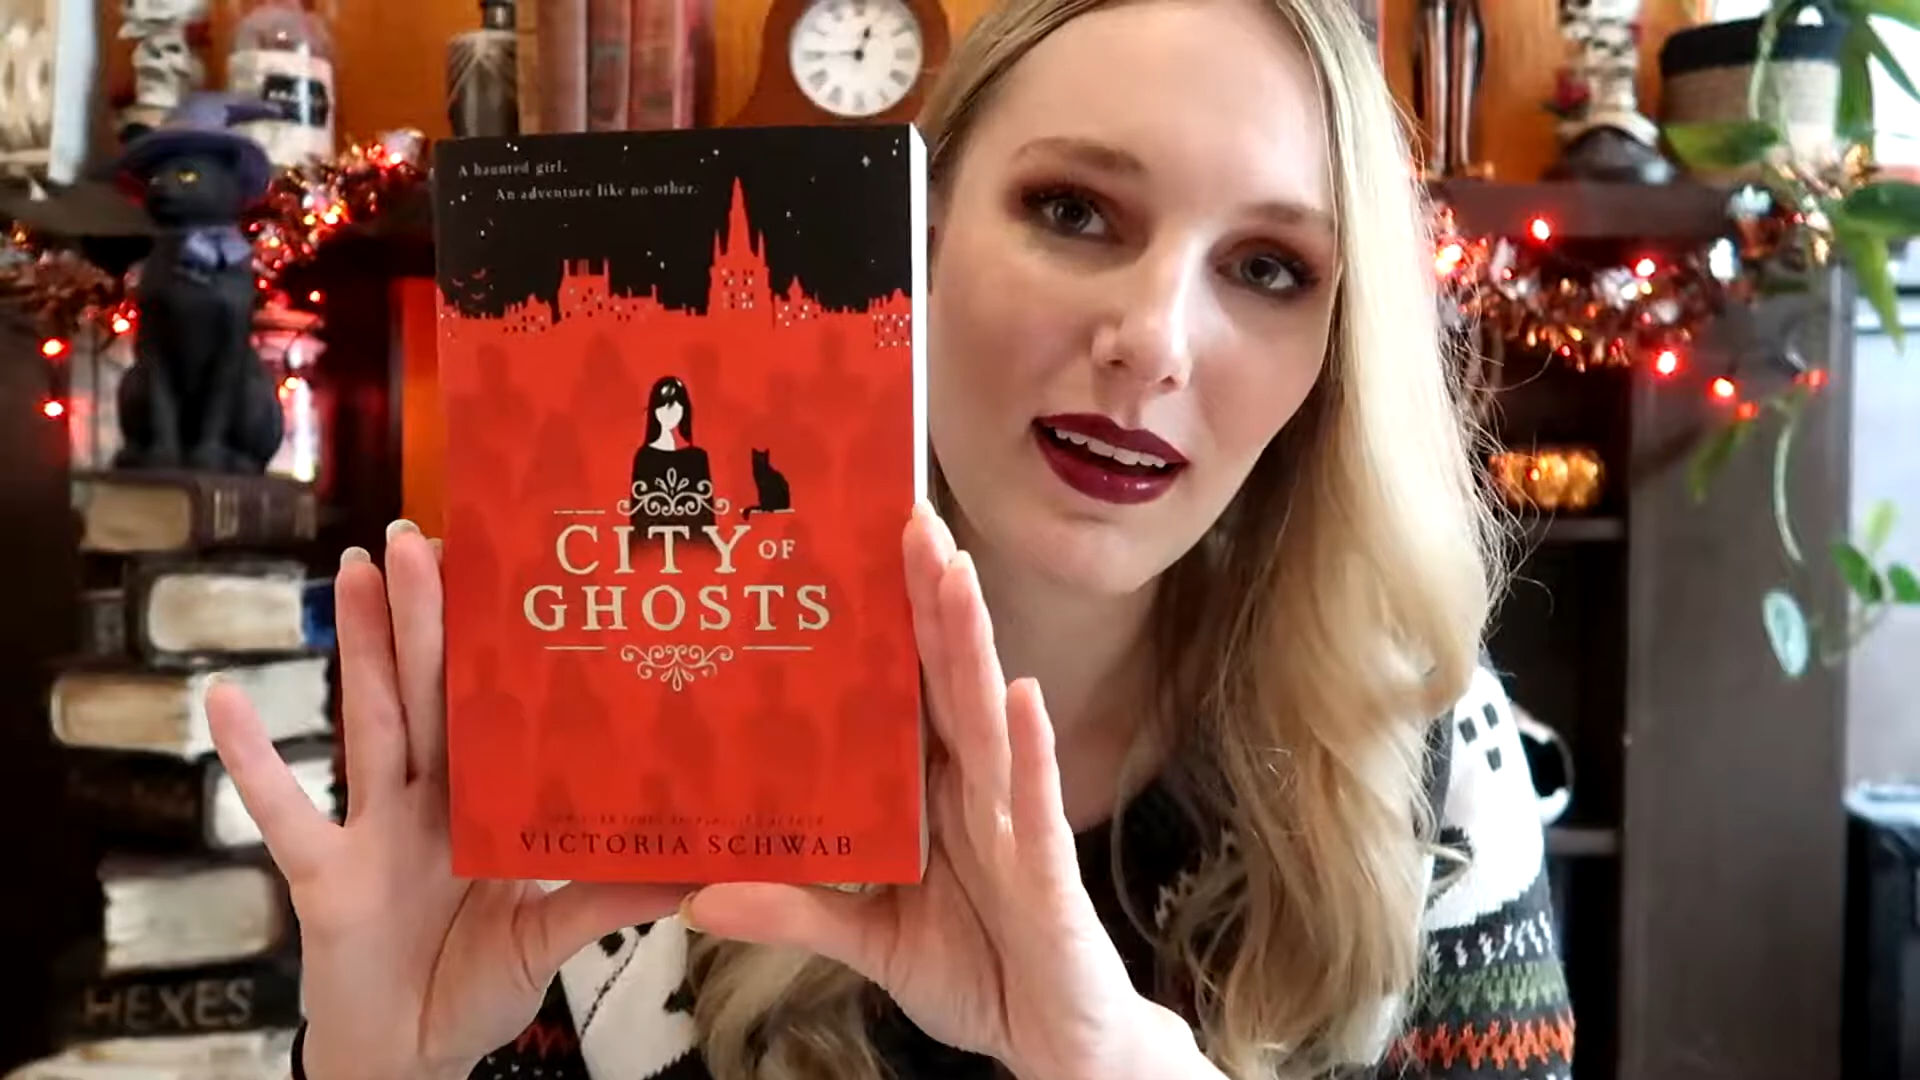 A haunted girl.
An adventure like no other.
CITY OF
GHOSTS
VICTORIA SCHWAB
HEXES